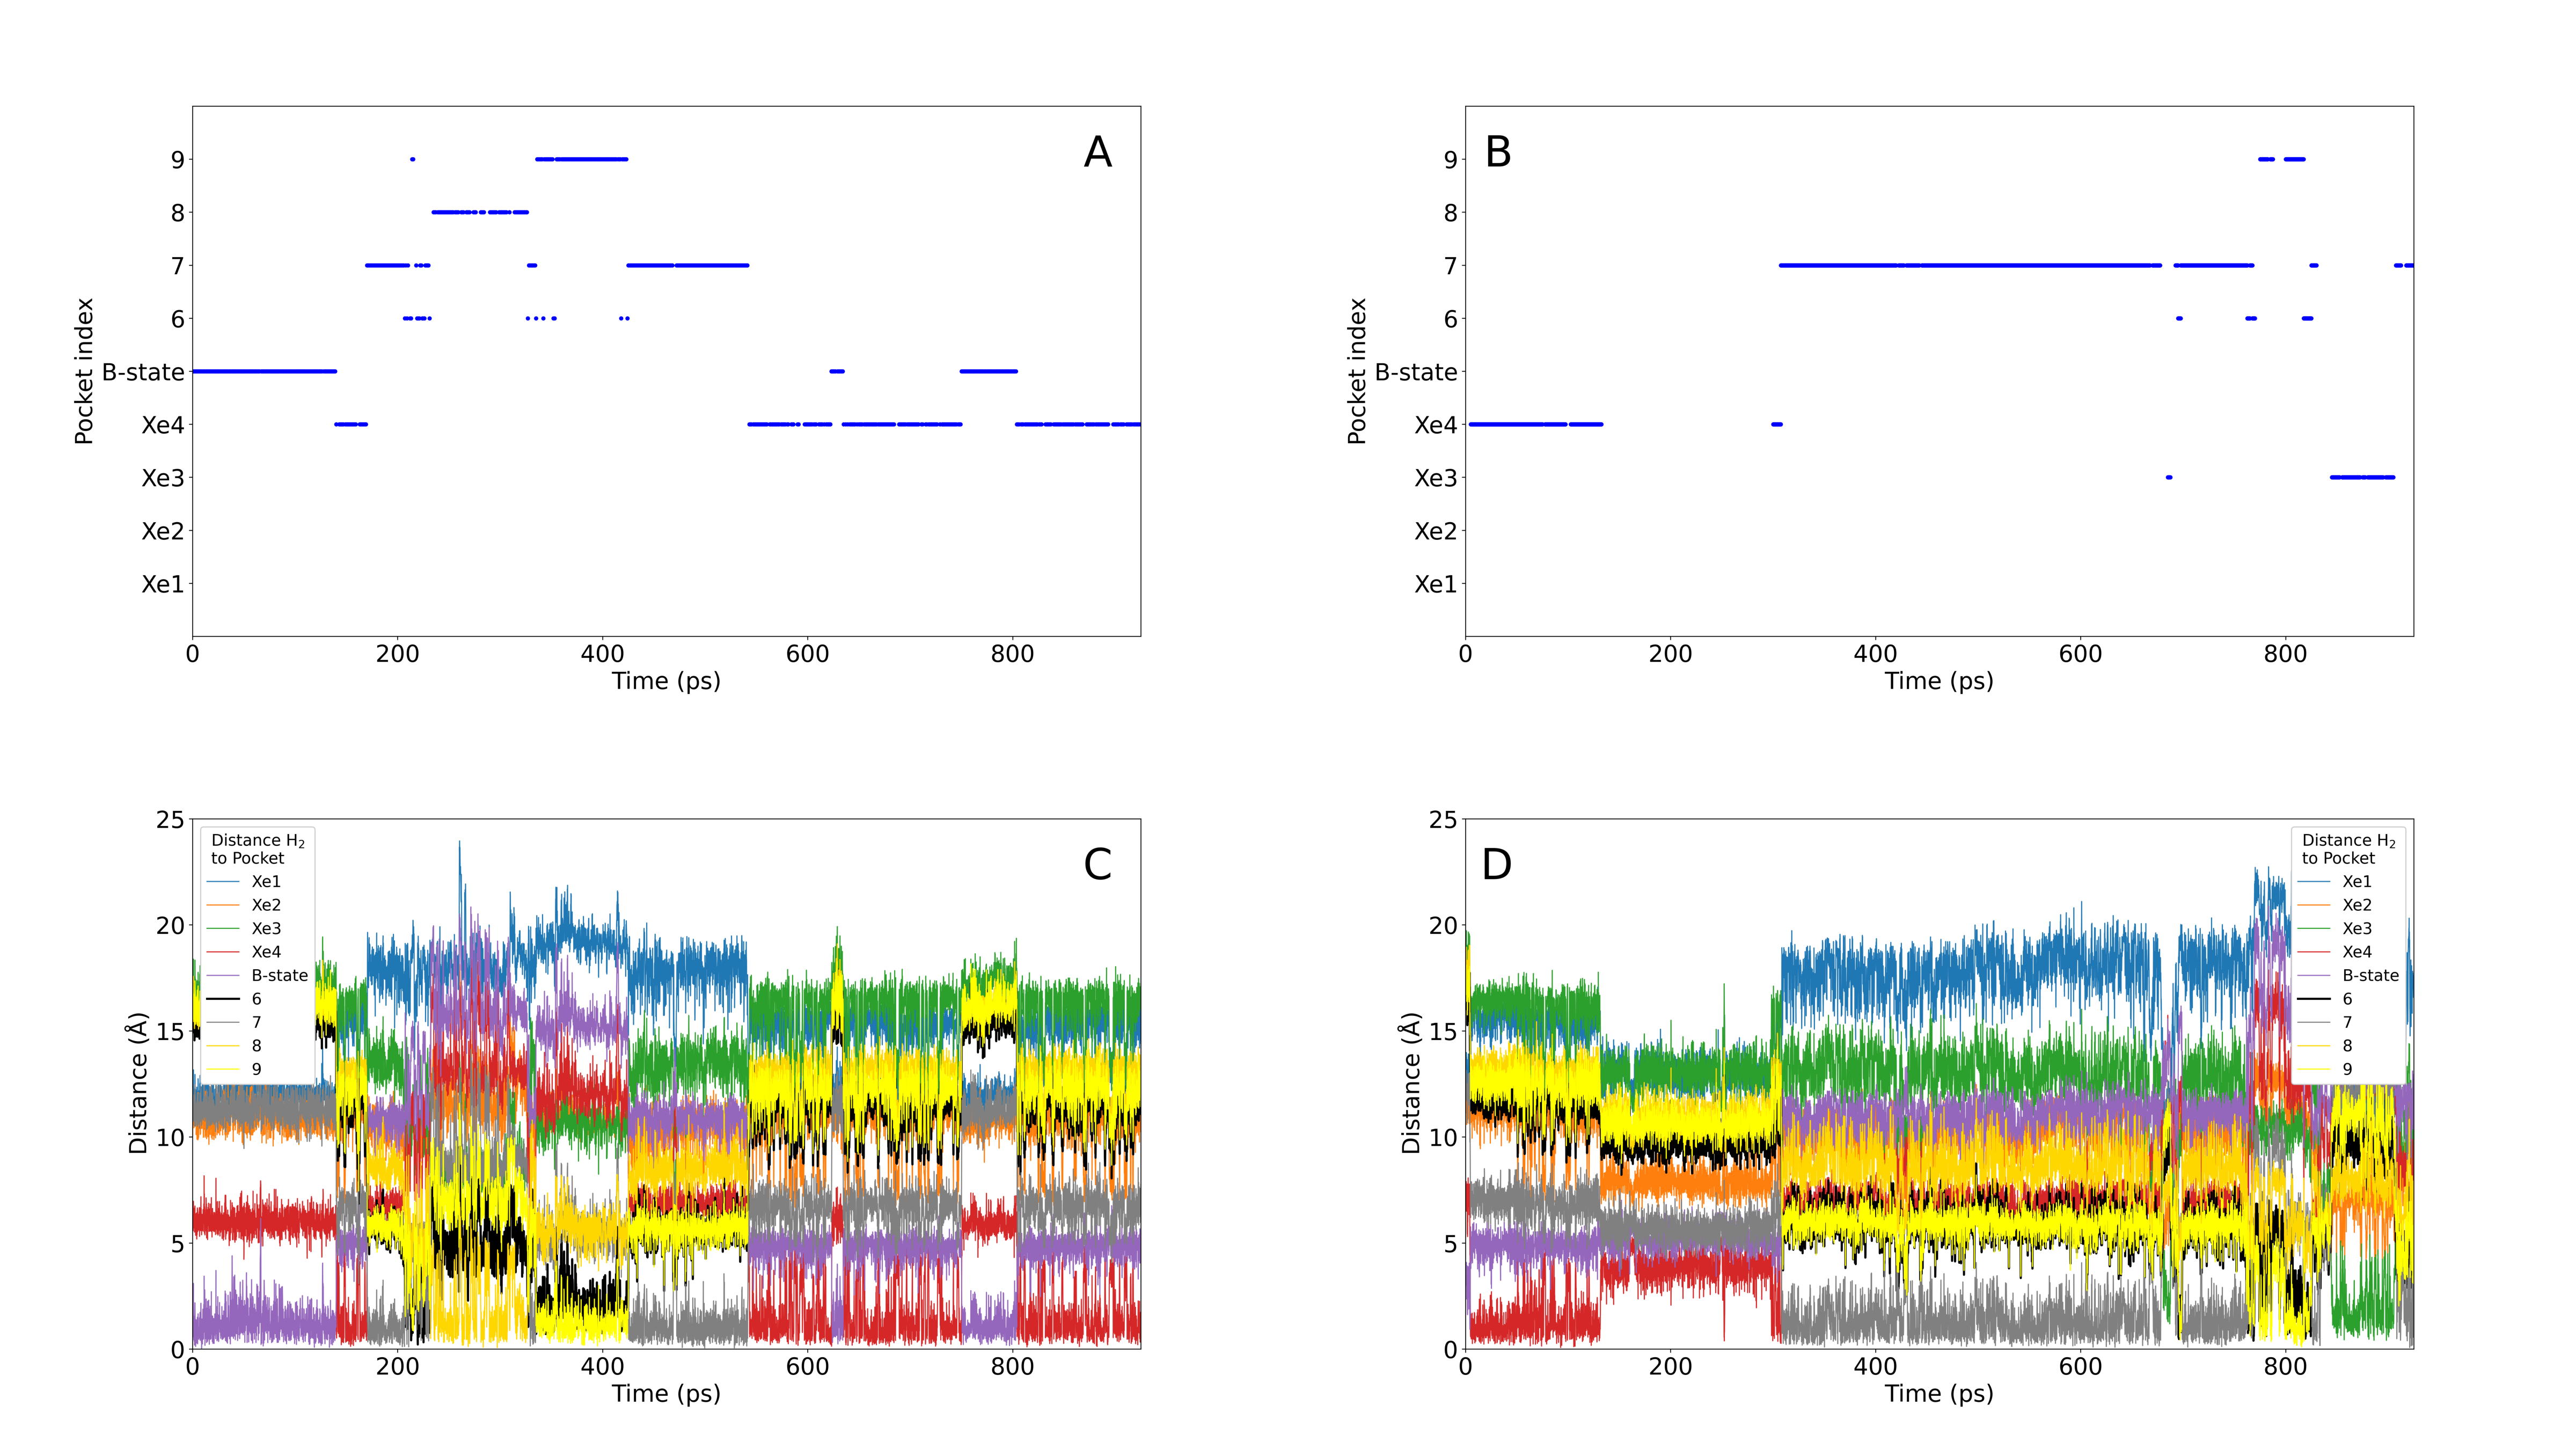 A
Pocket index
9
8
7
6
B-state
Xe4
Xe3
Xe2
Xe1
0 200 400 600 800
Time (ps)
B
Pocket index
9
8
7
6
B-state
Xe4
Xe3
Xe2
Xe1
0 200 400 600 800
Time (ps)
C
Distance (Å)
25
20
15
10
5
0
Distance H₂
to Pocket
Xe1
Xe2
Xe3
Xe4
B-state
6
7
8
9
0 200 400 600 800
Time (ps)
D
Distance (Å)
25
20
15
10
5
0
Distance H₂
to Pocket
Xe1
Xe2
Xe3
Xe4
B-state
6
7
8
9
0 200 400 600 800
Time (ps)